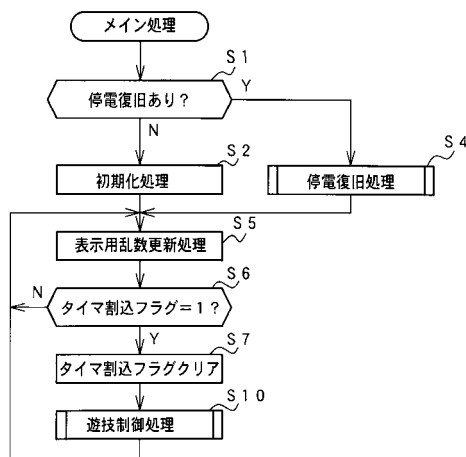 メイン処理
S1
停電復旧あり?
Y
N
S2
初期化処理
S4
停電復旧処理
S5
表示用乱数更新処理
S6
N
タイマ割込フラグ=1?
Y
S7
タイマ割込フラグクリア
S10
遊技制御処理